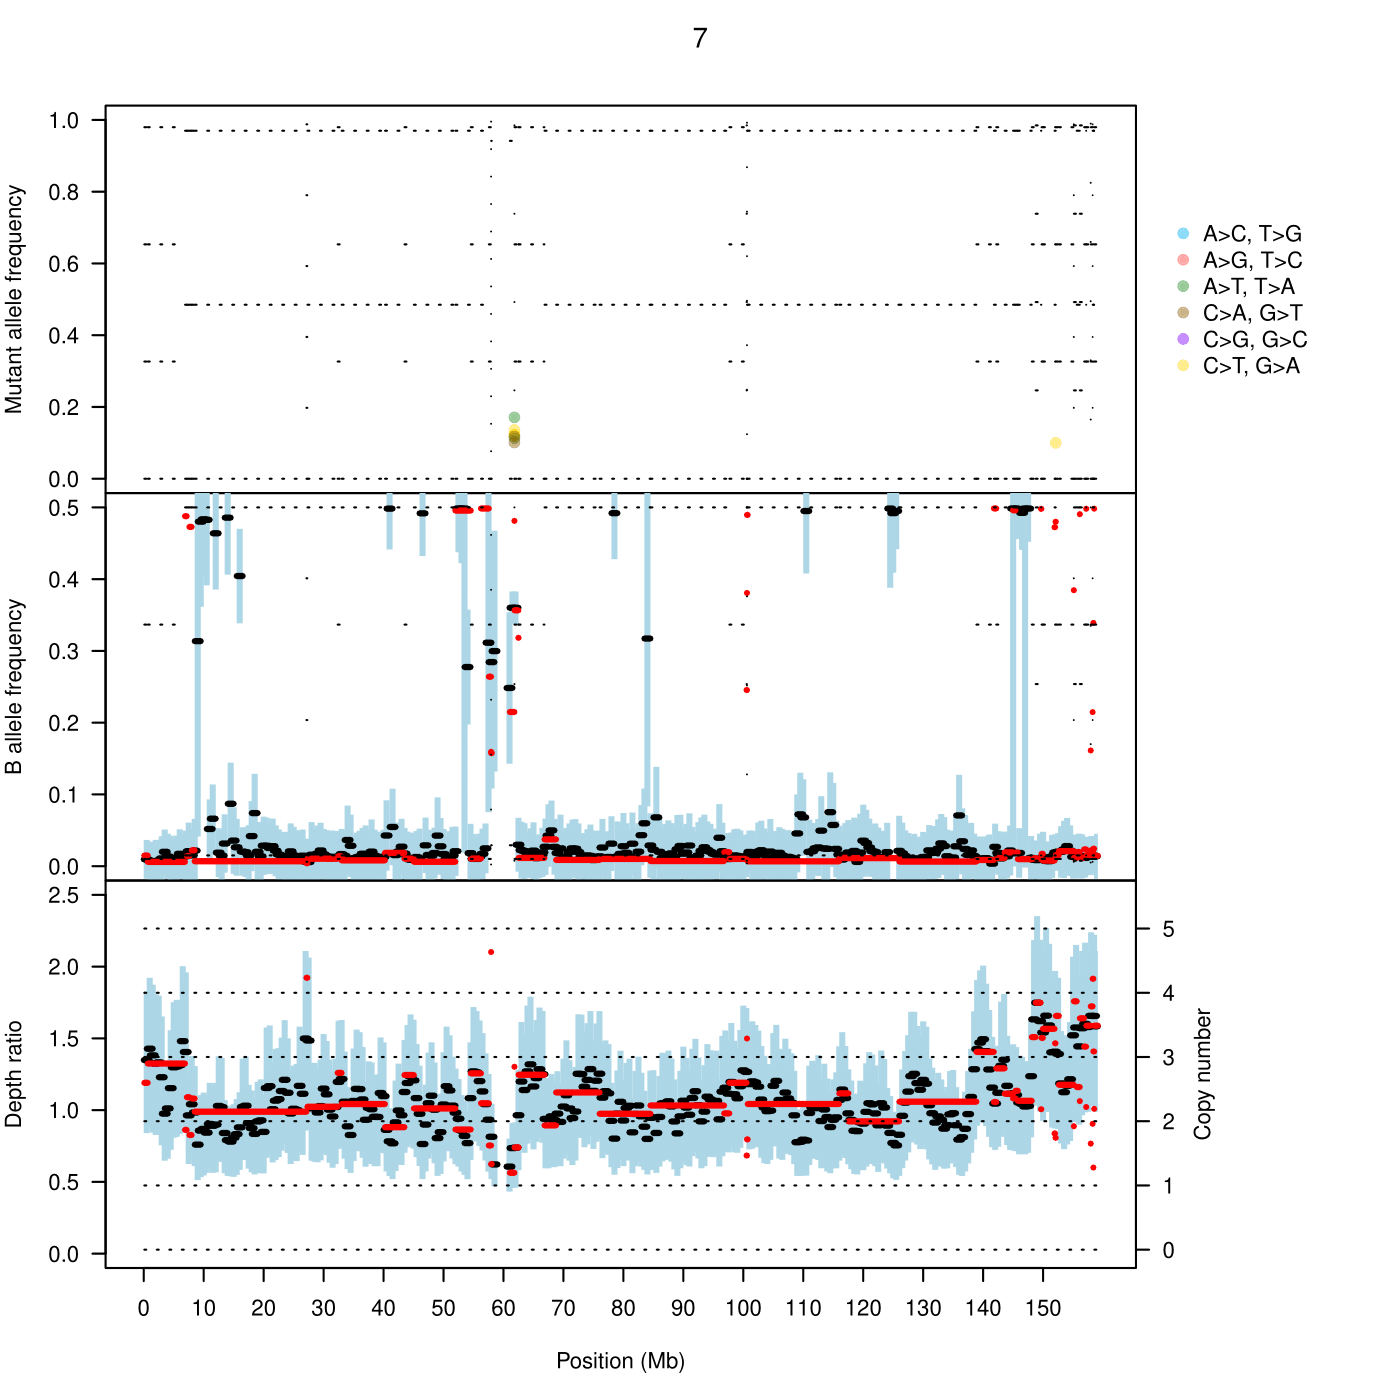 7
Mutant allele frequency
1.0
0.8
0.6
0.4
0.2
0.0
A>C, T>G
A>G, T>C
A>T, T>A
C>A, G>T
C>G, G>C
C>T, G>A
B allele frequency
0.5
0.4
0.3
0.2
0.1
0.0
Depth ratio
2.5
2.0
1.5
1.0
0.5
0.0
5
4
3
2
1
0
Copy number
0 10 20 30 40 50 60 70 80 90 100 110 120 130 140 150
Position (Mb)